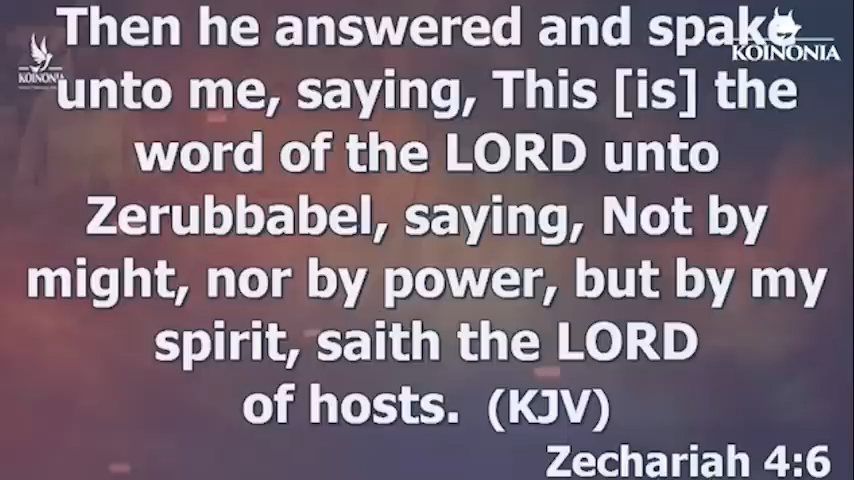 Then he answered and spake
KOINONIA
KOINONIA
unto me, saying, This [is] the
word of the LORD unto
Zerubbabel, saying, Not by
might, nor by power, but by my
spirit, saith the LORD
of hosts. (KJV)
Zechariah 4:6